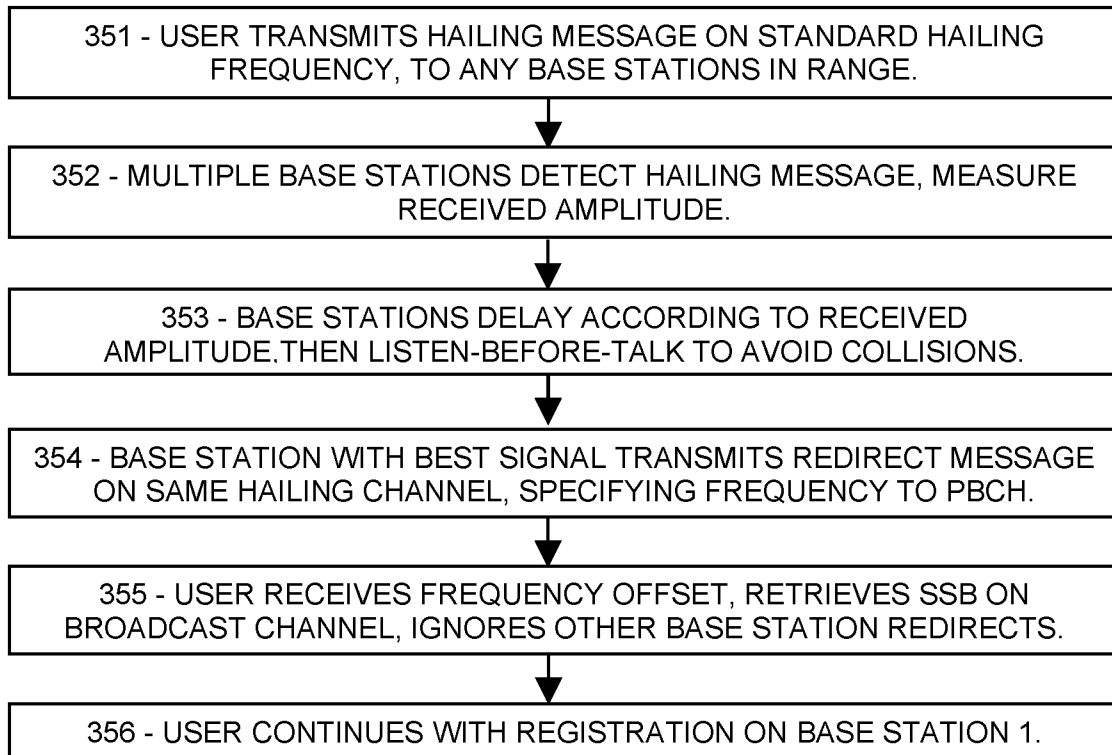 351 - USER TRANSMITS HAILING MESSAGE ON STANDARD HAILING
FREQUENCY, TO ANY BASE STATIONS IN RANGE.
352 - MULTIPLE BASE STATIONS DETECT HAILING MESSAGE, MEASURE
RECEIVED AMPLITUDE.
353 - BASE STATIONS DELAY ACCORDING TO RECEIVED
AMPLITUDE.THEN LISTEN-BEFORE-TALK TO AVOID COLLISIONS.
354 - BASE STATION WITH BEST SIGNAL TRANSMITS REDIRECT MESSAGE
ON SAME HAILING CHANNEL, SPECIFYING FREQUENCY TO PBCH.
355 - USER RECEIVES FREQUENCY OFFSET, RETRIEVES SSB ON
BROADCAST CHANNEL, IGNORES OTHER BASE STATION REDIRECTS.
356 - USER CONTINUES WITH REGISTRATION ON BASE STATION 1.